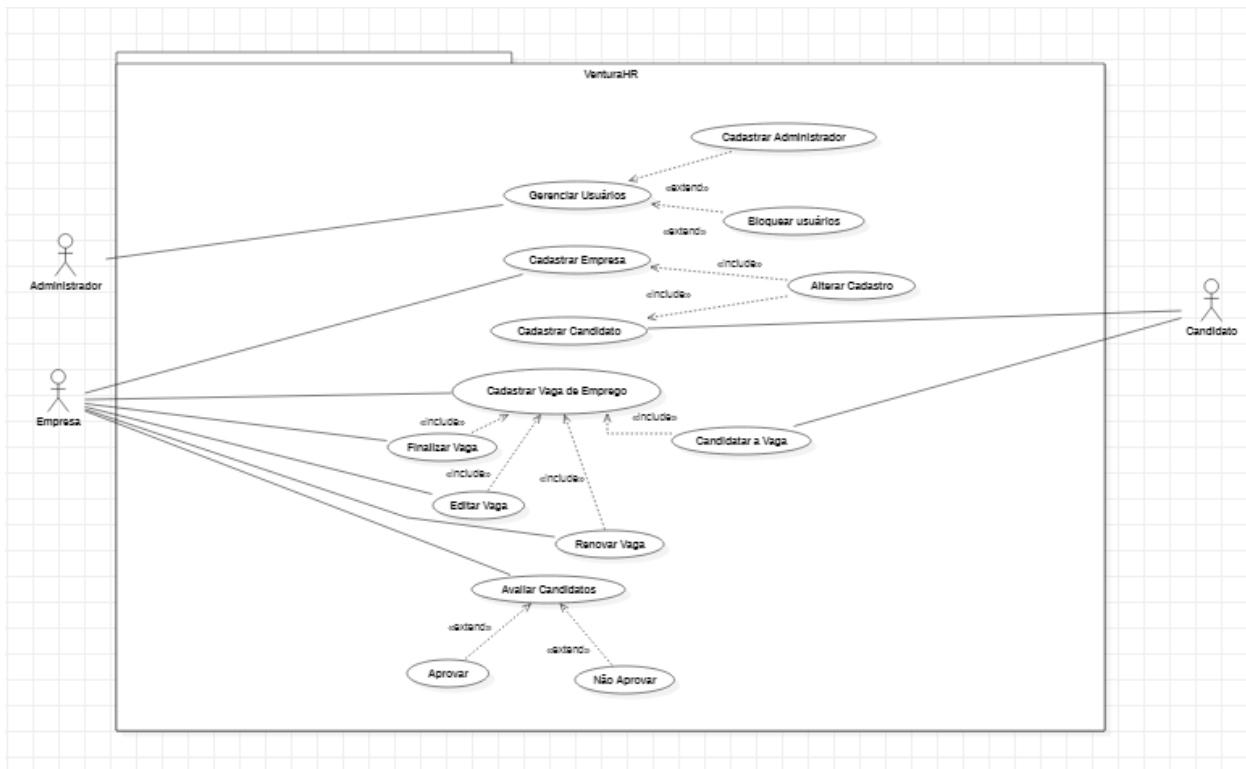 VenturaHR
Cadastrar Administrador
Gerenciar Usuários
«extend»
Bloquear usuários
«extend»
Administrador
Cadastrar Empresa
«include»
Alterar Cadastro
«include»
Cadastrar Candidato
Candidato
Empresa
Cadastrar Vaga de Emprego
«include»
«include»
Finalizar Vaga
Candidatar a Vaga
«include»
«include»
Editar Vaga
Renovar Vaga
Avaliar Candidatos
«extend»
«extend»
Aprovar
Não Aprovar